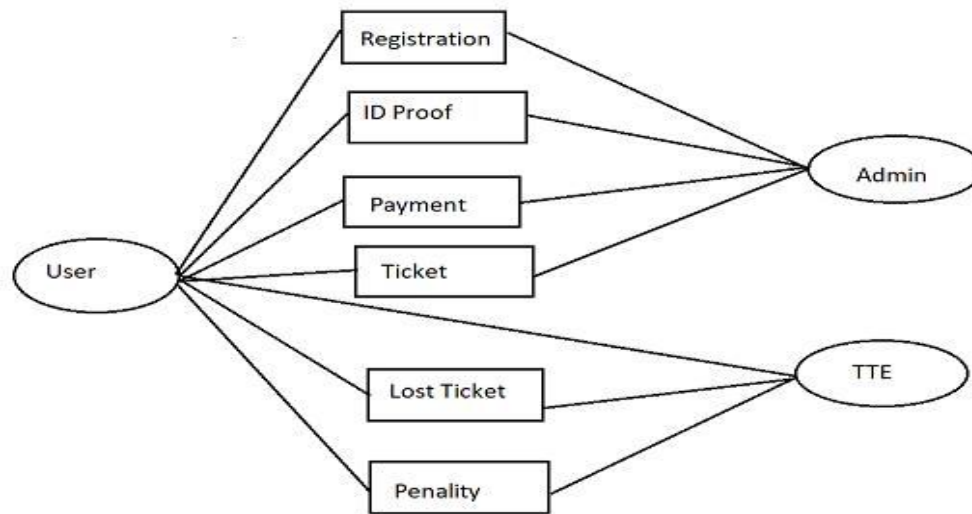 Registration
ID Proof
Payment
Admin
User
Ticket
Lost Ticket
TTE
Penality